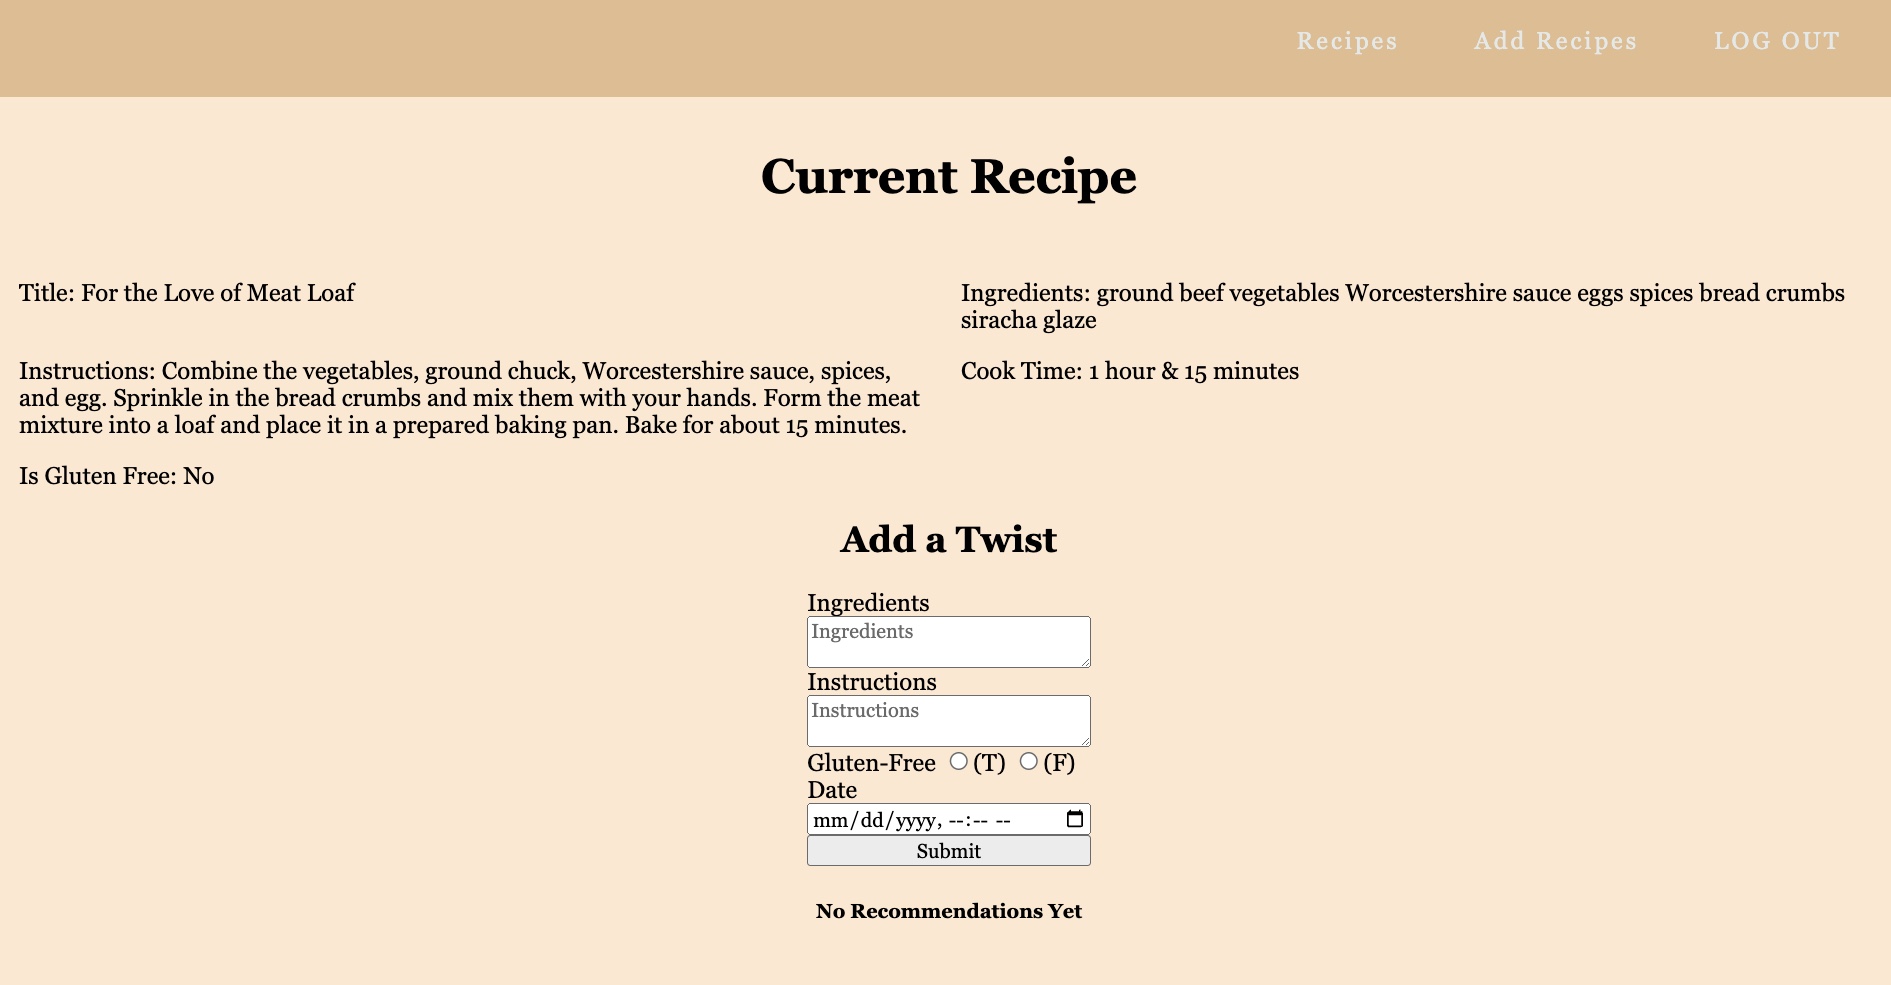 Recipes Add Recipes LOG OUT
Current Recipe
Title: For the Love of Meat Loaf
Ingredients: ground beef vegetables Worcestershire sauce eggs spices bread crumbs
siracha glaze
Instructions: Combine the vegetables, ground chuck, Worcestershire sauce, spices,
and egg. Sprinkle in the bread crumbs and mix them with your hands. Form the meat
mixture into a loaf and place it in a prepared baking pan. Bake for about 15 minutes.
Cook Time: 1 hour & 15 minutes
Is Gluten Free: No
Add a Twist
Ingredients
Ingredients
Instructions
Instructions
Gluten-Free (T) (F)
Date
mm/dd/yyyy, --:-- --
Submit
No Recommendations Yet